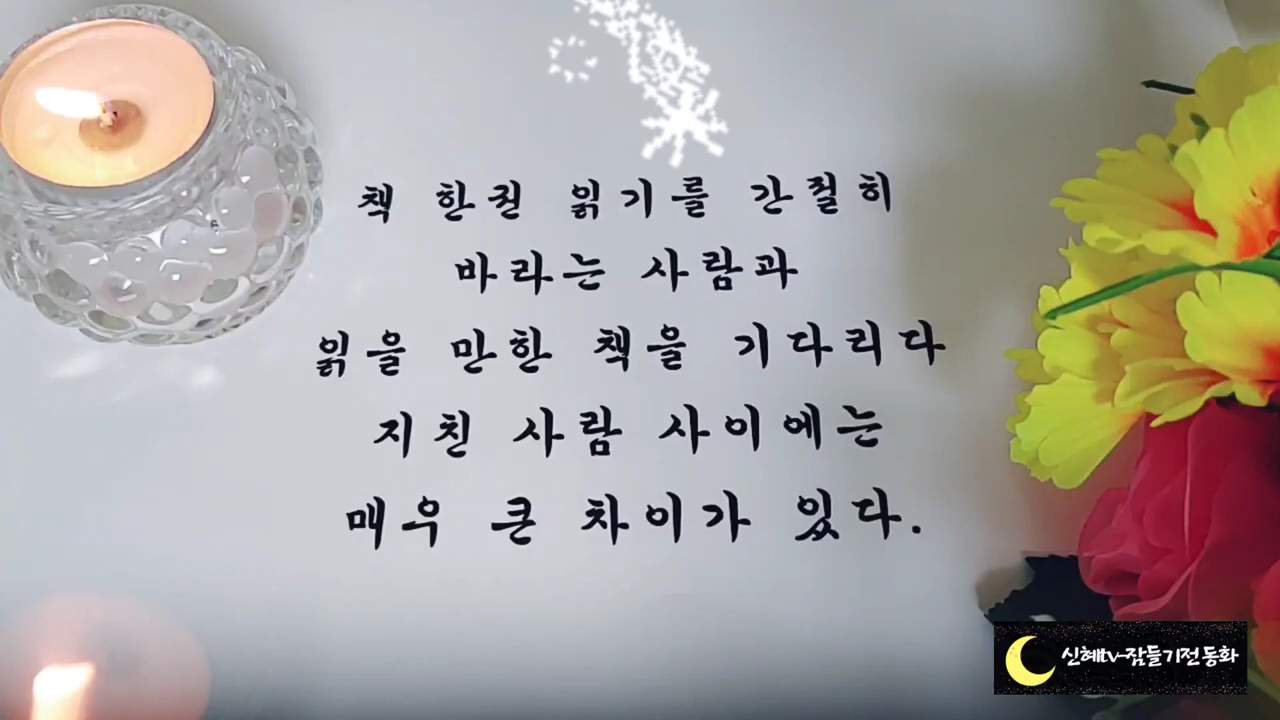 책 한권 읽기를 간절히
바라는 사람과
읽을 만한 책을 기다리다
지친 사람 사이에는
매우 큰 차이가 있다.
신혜tv-잠들기전 동화